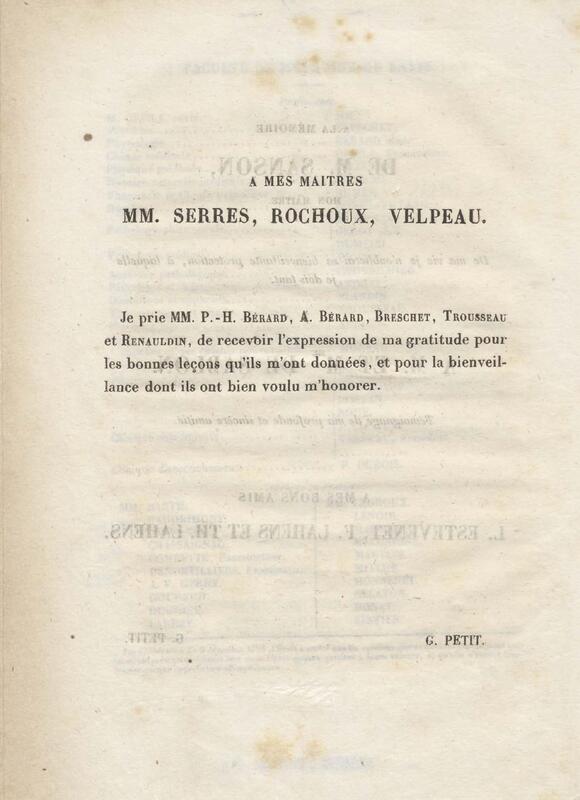 A MES MAITRES
MM. SERRES, ROCHOUX, VELPEAU.
Je prie MM. P.-H. BÉRARD, A. BÉRARD, BRESCHET, TROUSSEAU
et RENAULDIN, de recevoir l'expression de ma gratitude pour
les bonnes leçons qu'ils m'ont données, et pour la bienveil-
lance dont ils ont bien voulu m'honorer.
G. PETIT.